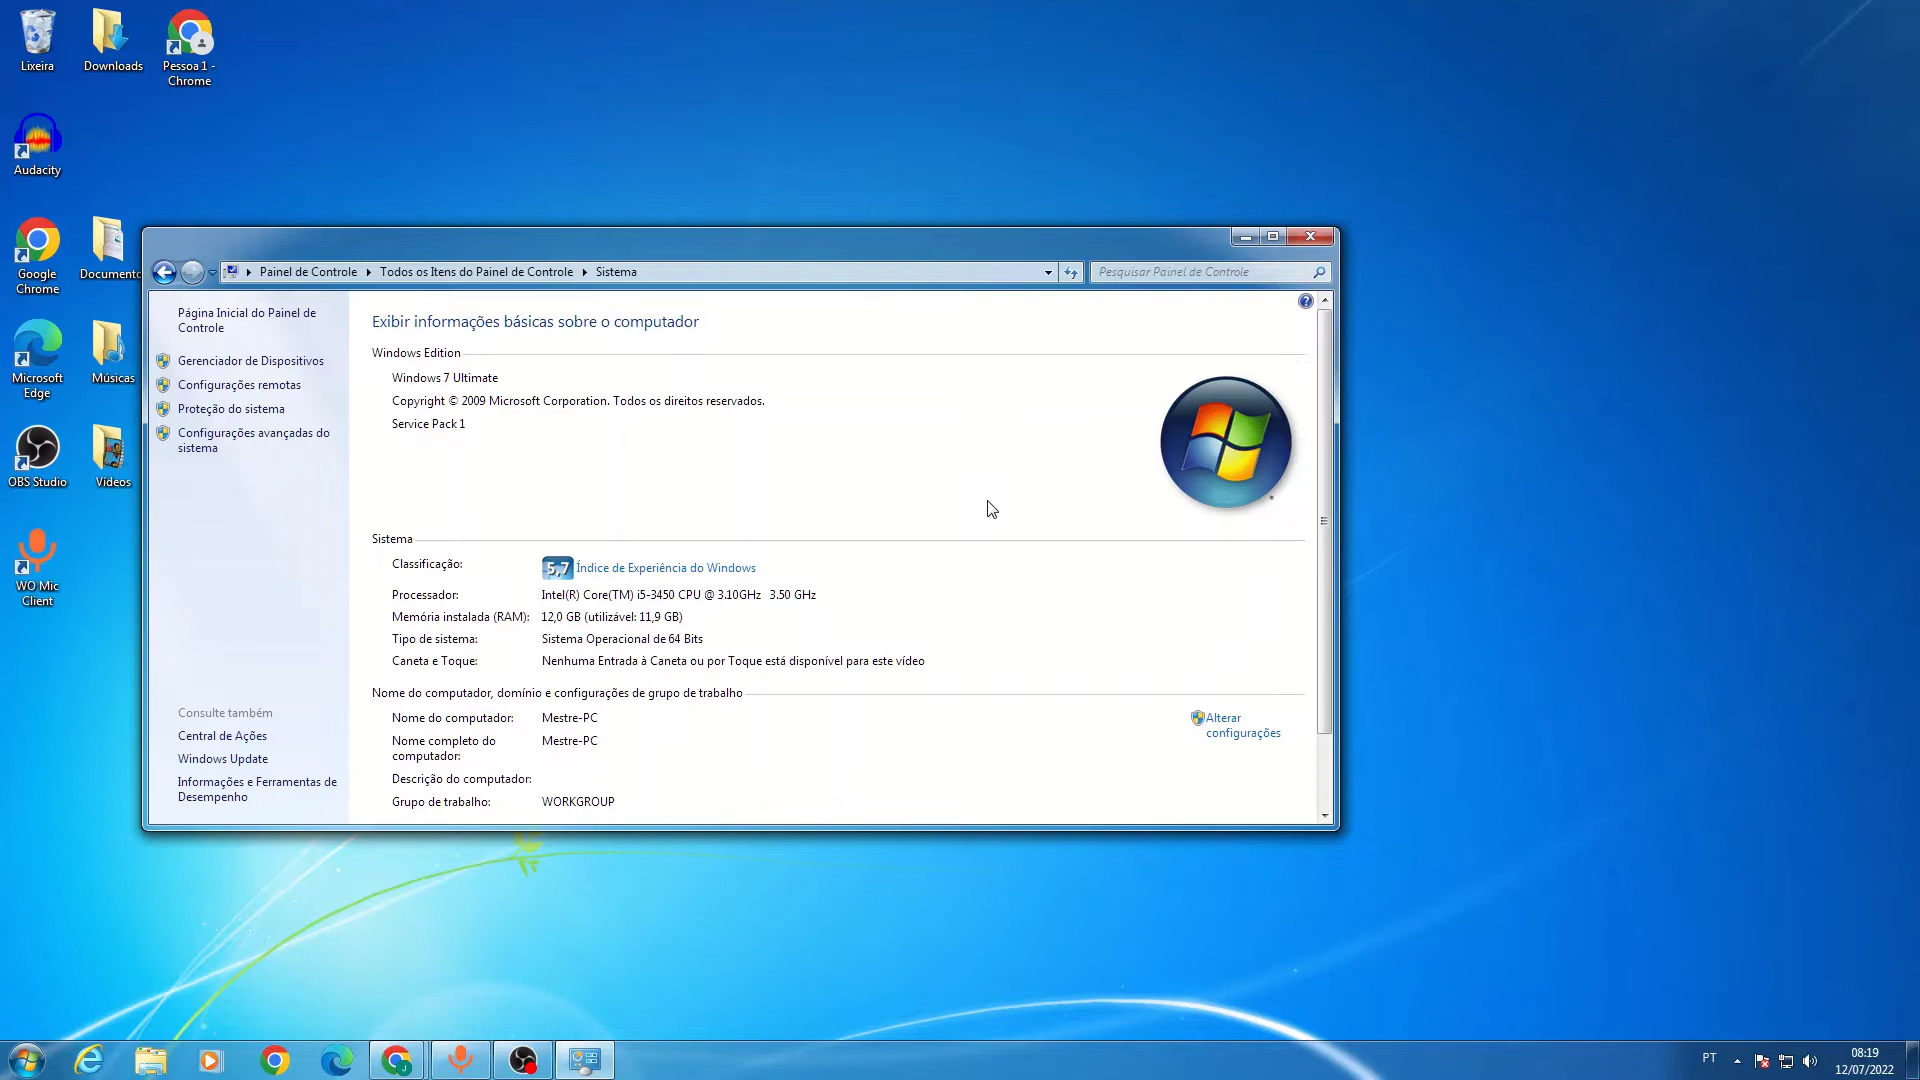 Lixeira
Downloads
Pessoa 1 -
Chrome
Audacity
Google
Chrome
Documento
Microsoft
Edge
Músicas
OBS Studio
Vídeos
WO Mic
Client
Painel de Controle
Todos os Itens do Painel de Controle
Sistema
Pesquisar Painel de Controle
Página Inicial do Painel de
Controle
Gerenciador de Dispositivos
Configurações remotas
Proteção do sistema
Configurações avançadas do
sistema
Consulte também
Central de Ações
Windows Update
Informações e Ferramentas de
Desempenho
Exibir informações básicas sobre o computador
Windows Edition
Windows 7 Ultimate
Copyright © 2009 Microsoft Corporation. Todos os direitos reservados.
Service Pack 1
Sistema
Classificação: 5,7 Índice de Experiência do Windows
Processador: Intel(R) Core(TM) i5-3450 CPU @ 3.10GHz 3.50 GHz
Memória instalada (RAM): 12,0 GB (utilizável: 11,9 GB)
Tipo de sistema: Sistema Operacional de 64 Bits
Caneta e Toque: Nenhuma Entrada à Caneta ou por Toque está disponível para este vídeo
Nome do computador, domínio e configurações de grupo de trabalho
Nome do computador: Mestre-PC
Alterar
configurações
Nome completo do
computador: Mestre-PC
Descrição do computador:
Grupo de trabalho: WORKGROUP
PT
08:19
12/07/2022